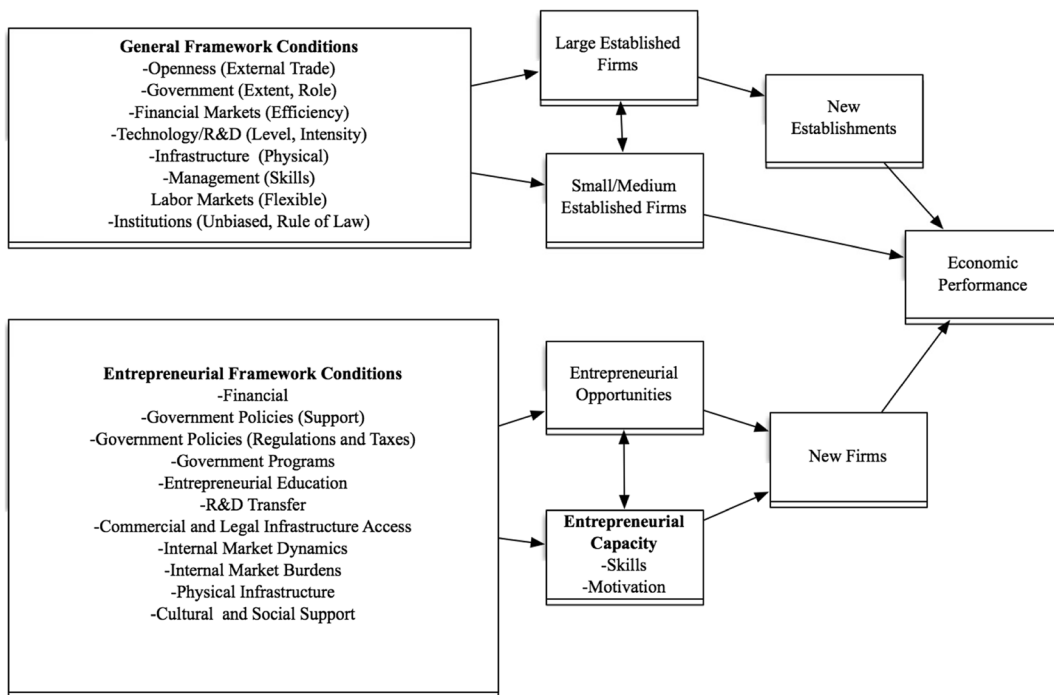 General Framework Conditions
-Openness (External Trade)
-Government (Extent, Role)
-Financial Markets (Efficiency)
-Technology/R&D (Level, Intensity)
-Infrastructure (Physical)
-Management (Skills)
Labor Markets (Flexible)
-Institutions (Unbiased, Rule of Law)
Large Established
Firms
Small/Medium
Established Firms
New
Establishments
Economic
Performance
Entrepreneurial Framework Conditions
-Financial
-Government Policies (Support)
-Government Policies (Regulations and Taxes)
-Government Programs
-Entrepreneurial Education
-R&D Transfer
-Commercial and Legal Infrastructure Access
-Internal Market Dynamics
-Internal Market Burdens
-Physical Infrastructure
-Cultural and Social Support
Entrepreneurial
Opportunities
Entrepreneurial
Capacity
-Skills
-Motivation
New Firms